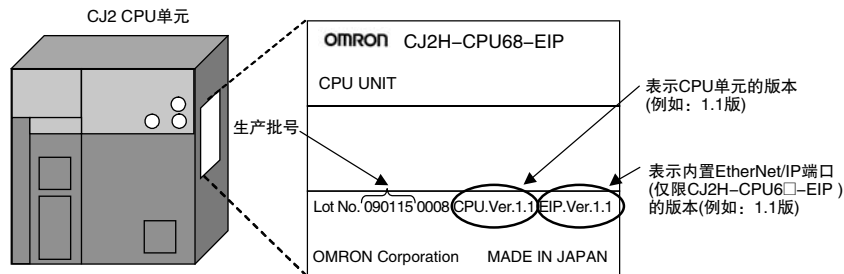 CJ2 CPU单元
OMRON CJ2H-CPU68-EIP
CPU UNIT
生产批号
Lot No. 090115 0008 CPU.Ver.1.1 EIP.Ver.1.1
OMRON Corporation MADE IN JAPAN
表示CPU单元的版本
(例如：1.1版)
表示内置EtherNet/IP端口
(仅限CJ2H-CPU6□-EIP )
的版本(例如：1.1版)